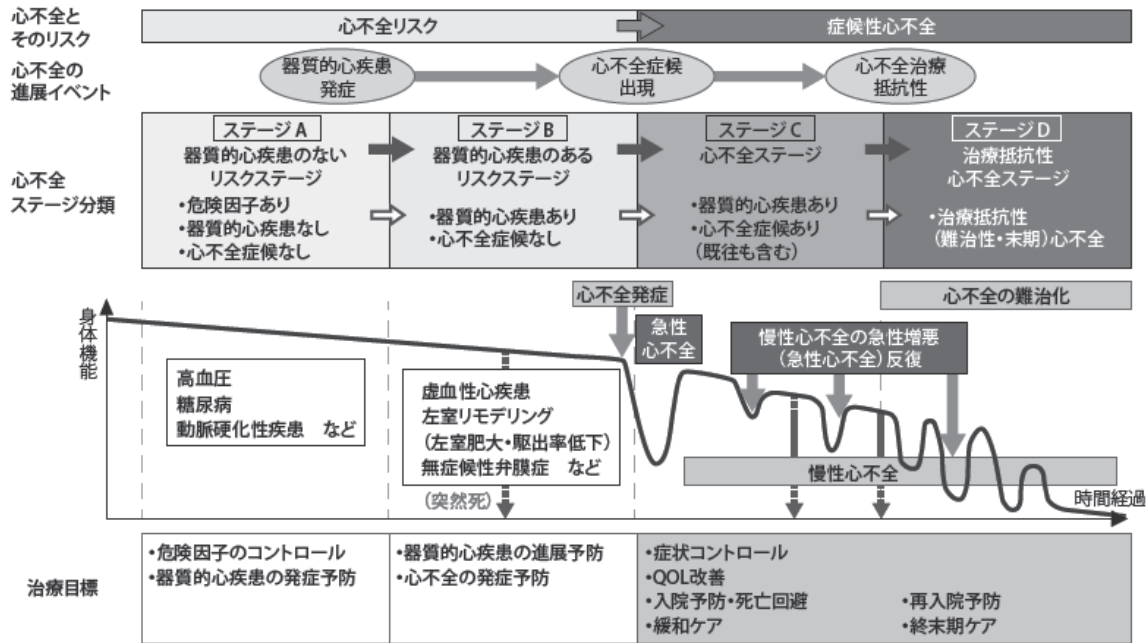 心不全と
そのリスク
心不全リスク
症候性心不全
心不全の
進展イベント
器質的心疾患
発症
心不全症候
出現
心不全治療
抵抗性
心不全
ステージ分類
ステージA
器質的心疾患のない
リスクステージ
・危険因子あり
・器質的心疾患なし
・心不全症候なし
ステージB
器質的心疾患のある
リスクステージ
・器質的心疾患あり
・心不全症候なし
ステージC
心不全ステージ
・器質的心疾患あり
・心不全症候あり
(既往も含む)
ステージD
治療抵抗性
心不全ステージ
・治療抵抗性
(難治性・末期)心不全
身体機能
心不全発症
心不全の難治化
急性
心不全
慢性心不全の急性増悪
(急性心不全)反復
高血圧
糖尿病
動脈硬化性疾患 など
虚血性心疾患
左室リモデリング
(左室肥大・駆出率低下)
無症候性弁膜症 など
(突然死)
慢性心不全
時間経過
治療目標
・危険因子のコントロール
・器質的心疾患の発症予防
・器質的心疾患の進展予防
・心不全の発症予防
・症状コントロール
・QOL改善
・入院予防・死亡回避
・緩和ケア
・再入院予防
・終末期ケア